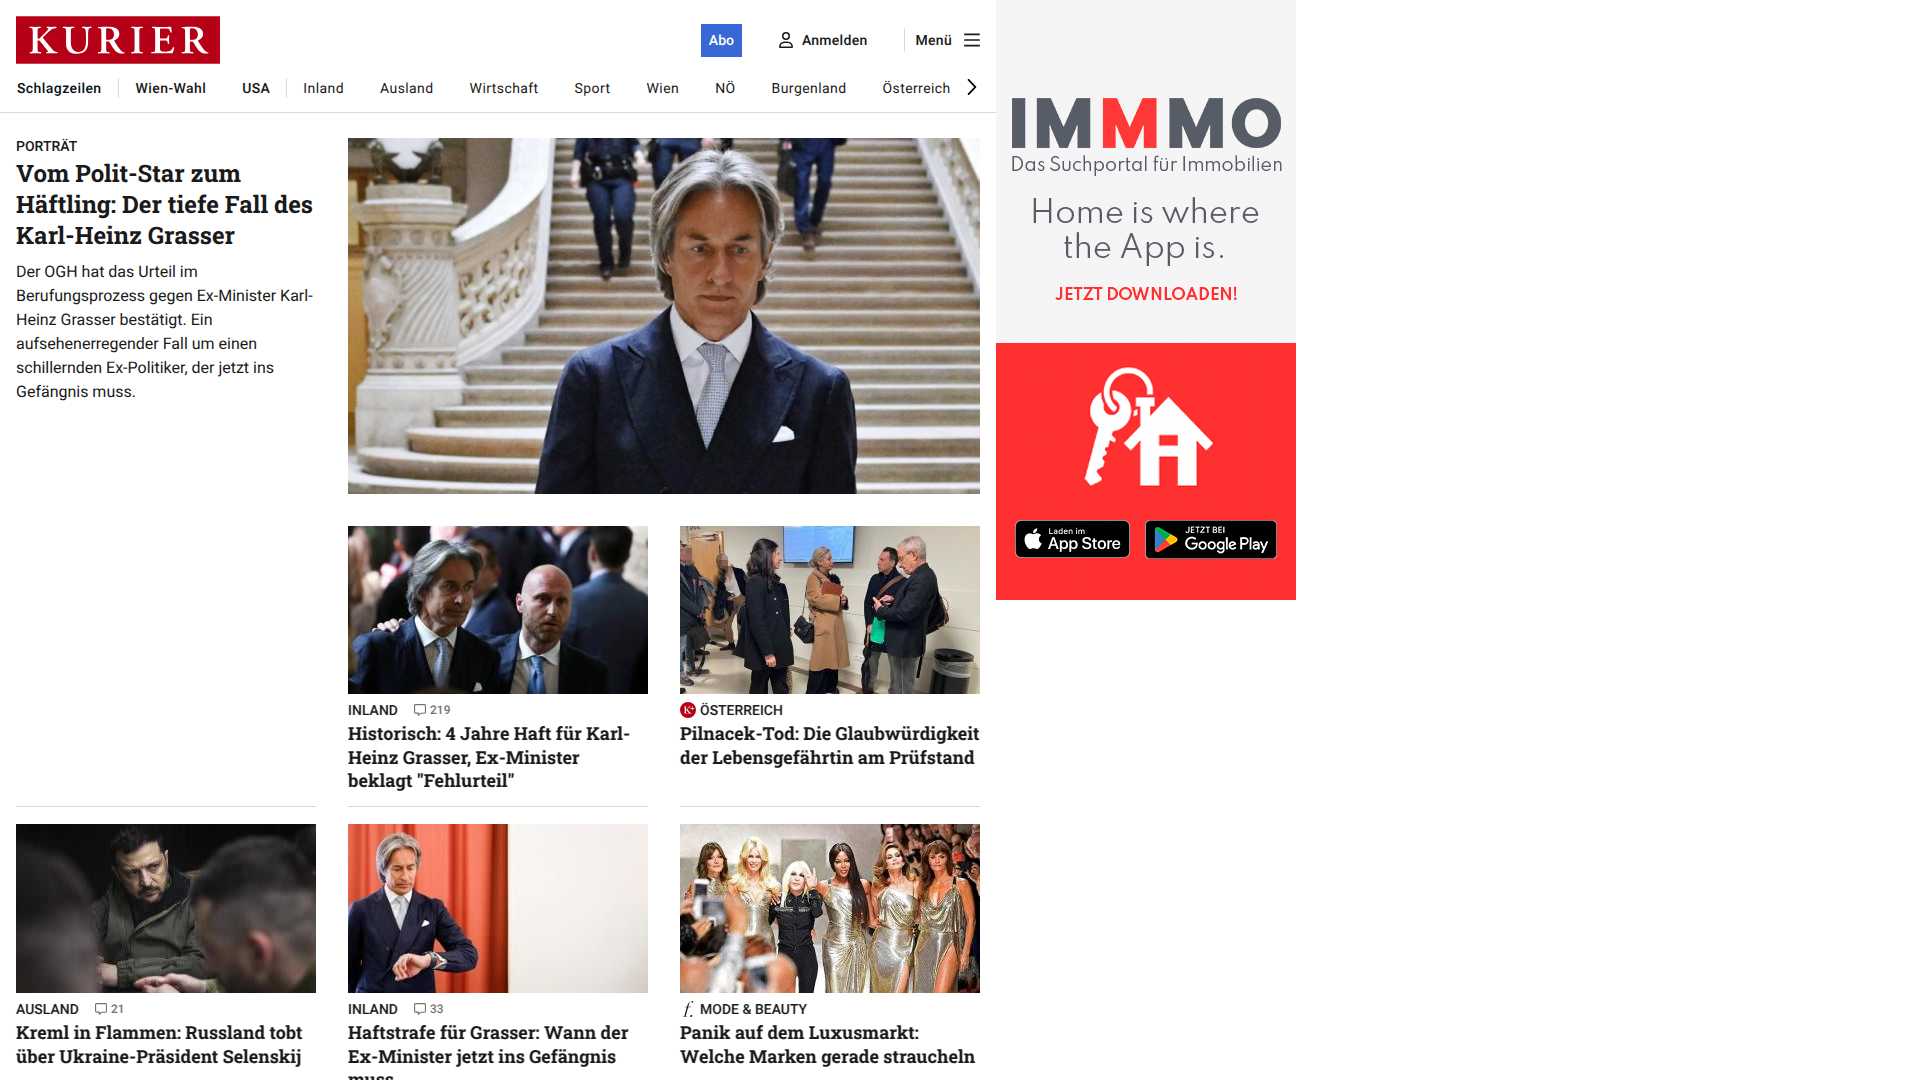 KURIER
Abo
Anmelden
Menü
Schlagzeilen
Wien-Wahl
USA
Inland
Ausland
Wirtschaft
Sport
Wien
NÖ
Burgenland
Österreich
PORTRÄT
Vom Polit-Star zum
Häftling: Der tiefe Fall des
Karl-Heinz Grasser
Der OGH hat das Urteil im
Berufungsprozess gegen Ex-Minister Karl-
Heinz Grasser bestätigt. Ein
aufsehenerregender Fall um einen
schillernden Ex-Politiker, der jetzt ins
Gefängnis muss.
INLAND 219
Historisch: 4 Jahre Haft für Karl-
Heinz Grasser, Ex-Minister
beklagt "Fehlurteil"
K+ ÖSTERREICH
Pilnacek-Tod: Die Glaubwürdigkeit
der Lebensgefährtin am Prüfstand
AUSLAND 21
Kreml in Flammen: Russland tobt
über Ukraine-Präsident Selenskij
INLAND 33
Haftstrafe für Grasser: Wann der
Ex-Minister jetzt ins Gefängnis
muss
f. MODE & BEAUTY
Panik auf dem Luxusmarkt:
Welche Marken gerade straucheln
IMMMO
Das Suchportal für Immobilien
Home is where
the App is.
JETZT DOWNLOADEN!
Laden im
App Store
JETZT BEI
Google Play